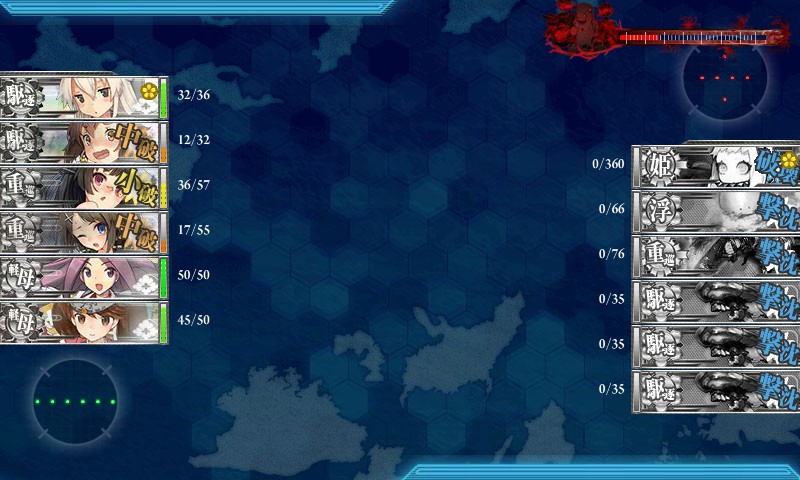 駆逐
32/36
駆逐 中破
12/32
重巡 小破
36/57
重巡 中破
17/55
軽母
50/50
軽母
45/50
姫 破壊
0/360
浮 撃沈
0/66
重巡 撃沈
0/76
駆逐 撃沈
0/35
駆逐 撃沈
0/35
駆逐 撃沈
0/35